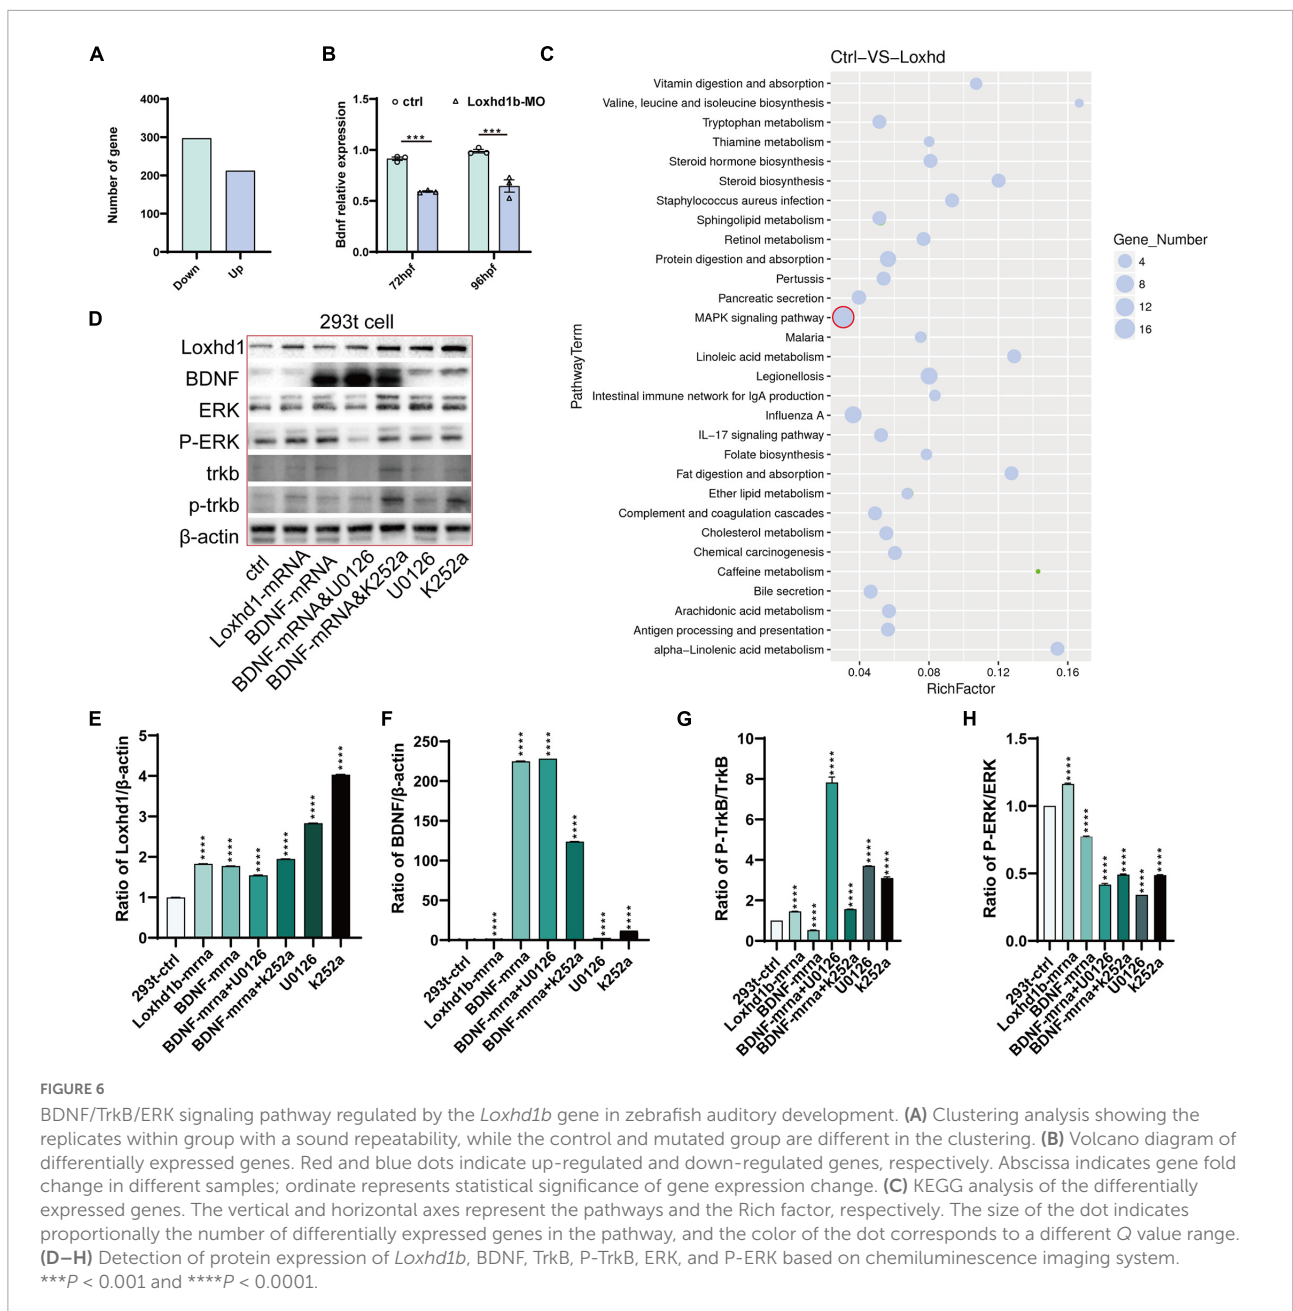 A
Number of gene
400
300
200
100
0
Down
Up
B
Bdnf relative expression
1.5
1.0
0.5
0.0
ctrl
Loxhd1b-MO
***
***
72hpf
96hpf
C
Ctrl−VS−Loxhd
PathwayTerm
Vitamin digestion and absorption
Valine, leucine and isoleucine biosynthesis
Tryptophan metabolism
Thiamine metabolism
Steroid hormone biosynthesis
Steroid biosynthesis
Staphylococcus aureus infection
Sphingolipid metabolism
Retinol metabolism
Protein digestion and absorption
Pertussis
Pancreatic secretion
MAPK signaling pathway
Malaria
Linoleic acid metabolism
Legionellosis
Intestinal immune network for IgA production
Influenza A
IL−17 signaling pathway
Folate biosynthesis
Fat digestion and absorption
Ether lipid metabolism
Complement and coagulation cascades
Cholesterol metabolism
Chemical carcinogenesis
Caffeine metabolism
Bile secretion
Arachidonic acid metabolism
Antigen processing and presentation
alpha−Linolenic acid metabolism
0.04
0.08
0.12
0.16
RichFactor
Gene_Number
4
8
12
16
D
293t cell
Loxhd1
BDNF
ERK
P-ERK
trkb
p-trkb
β-actin
ctrl
Loxhd1-mRNA
BDNF-mRNA
BDNF-mRNA&U0126
BDNF-mRNA&K252a
U0126
K252a
E
Ratio of Loxhd1/β-actin
5
4
3
2
1
0
****
****
****
****
****
****
293t-ctrl
Loxhd1b-mrna
BDNF-mrna
BDNF-mrna+U0126
BDNF-mrna+k252a
U0126
k252a
F
Ratio of BDNF/β-actin
250
200
150
100
50
0
****
****
****
****
****
****
293t-ctrl
Loxhd1b-mrna
BDNF-mrna
BDNF-mrna+U0126
BDNF-mrna+k252a
U0126
k252a
G
Ratio of P-TrkB/TrkB
10
8
6
4
2
0
****
****
****
****
****
****
293t-ctrl
Loxhd1b-mrna
BDNF-mrna
BDNF-mrna+U0126
BDNF-mrna+k252a
U0126
k252a
H
Ratio of P-ERK/ERK
1.5
1.0
0.5
0.0
****
****
****
****
****
****
293t-ctrl
Loxhd1b-mrna
BDNF-mrna
BDNF-mrna+U0126
BDNF-mrna+k252a
U0126
k252a
FIGURE 6
BDNF/TrkB/ERK signaling pathway regulated by the Loxhd1b gene in zebrafish auditory development. (A) Clustering analysis showing the
replicates within group with a sound repeatability, while the control and mutated group are different in the clustering. (B) Volcano diagram of
differentially expressed genes. Red and blue dots indicate up-regulated and down-regulated genes, respectively. Abscissa indicates gene fold
change in different samples; ordinate represents statistical significance of gene expression change. (C) KEGG analysis of the differentially
expressed genes. The vertical and horizontal axes represent the pathways and the Rich factor, respectively. The size of the dot indicates
proportionally the number of differentially expressed genes in the pathway, and the color of the dot corresponds to a different Q value range.
(D–H) Detection of protein expression of Loxhd1b, BDNF, TrkB, P-TrkB, ERK, and P-ERK based on chemiluminescence imaging system.
***P < 0.001 and ****P < 0.0001.